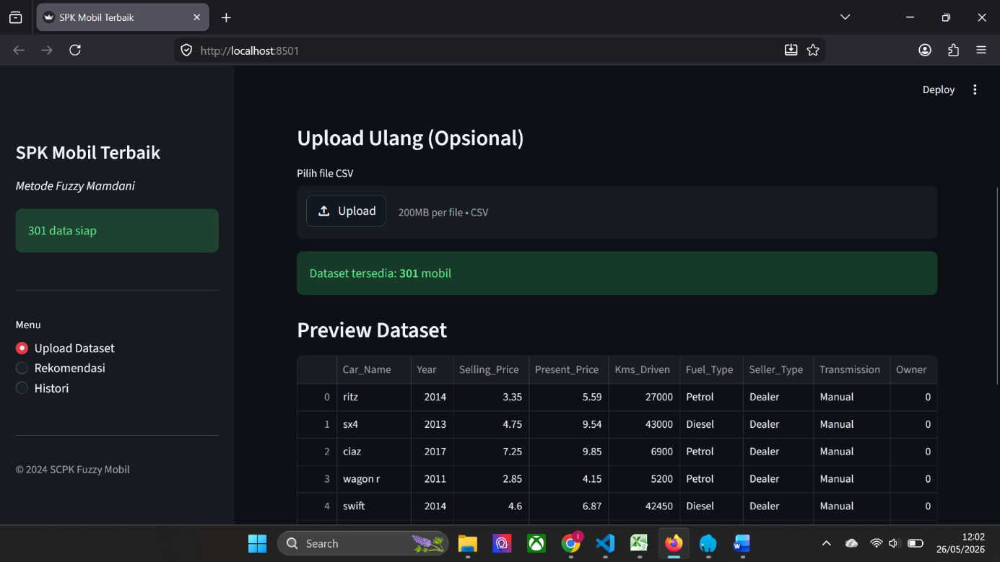 SPK Mobil Terbaik
http://localhost:8501
Deploy
SPK Mobil Terbaik
Metode Fuzzy Mamdani
301 data siap
Menu
Upload Dataset
Rekomendasi
Histori
© 2024 SCPK Fuzzy Mobil
Upload Ulang (Opsional)
Pilih file CSV
Upload 200MB per file • CSV
Dataset tersedia: 301 mobil
Preview Dataset
Car_Name Year Selling_Price Present_Price Kms_Driven Fuel_Type Seller_Type Transmission Owner
0 ritz 2014 3.35 5.59 27000 Petrol Dealer Manual 0
1 sx4 2013 4.75 9.54 43000 Diesel Dealer Manual 0
2 ciaz 2017 7.25 9.85 6900 Petrol Dealer Manual 0
3 wagon r 2011 2.85 4.15 5200 Petrol Dealer Manual 0
4 swift 2014 4.6 6.87 42450 Diesel Dealer Manual 0
Search
12:02
26/05/2026